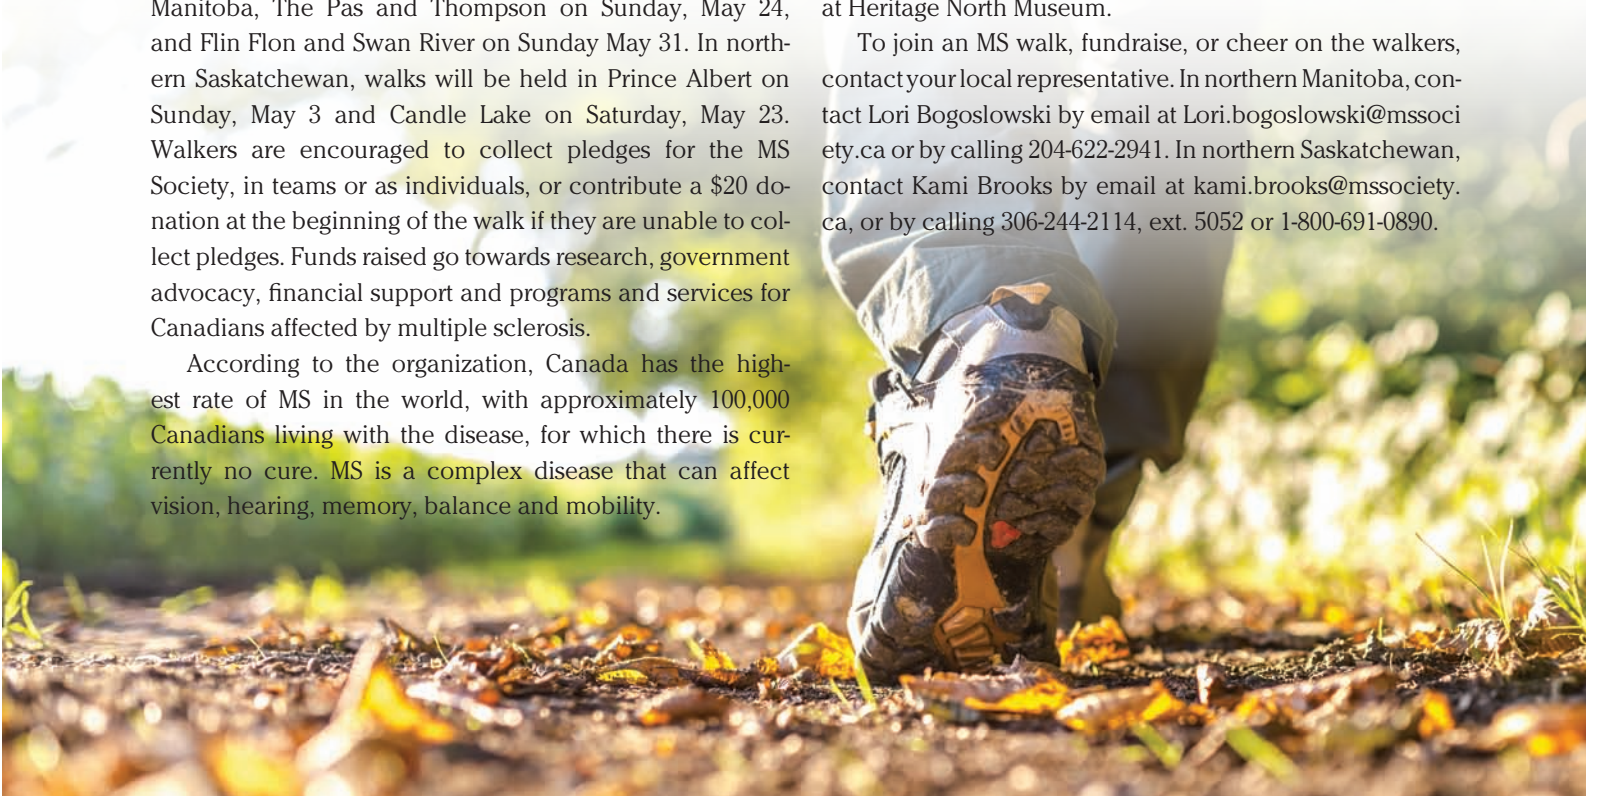 Manitoba, The Pas and Thompson on Sunday, May 24,
and Flin Flon and Swan River on Sunday May 31. In north-
ern Saskatchewan, walks will be held in Prince Albert on
Sunday, May 3 and Candle Lake on Saturday, May 23.
Walkers are encouraged to collect pledges for the MS
Society, in teams or as individuals, or contribute a $20 do-
nation at the beginning of the walk if they are unable to col-
lect pledges. Funds raised go towards research, government
advocacy, financial support and programs and services for
Canadians affected by multiple sclerosis.
According to the organization, Canada has the high-
est rate of MS in the world, with approximately 100,000
Canadians living with the disease, for which there is cur-
rently no cure. MS is a complex disease that can affect
vision, hearing, memory, balance and mobility.
at Heritage North Museum.
To join an MS walk, fundraise, or cheer on the walkers,
contact your local representative. In northern Manitoba, con-
tact Lori Bogoslowski by email at Lori.bogoslowski@mssoci
ety.ca or by calling 204-622-2941. In northern Saskatchewan,
contact Kami Brooks by email at kami.brooks@mssociety.
ca, or by calling 306-244-2114, ext. 5052 or 1-800-691-0890.